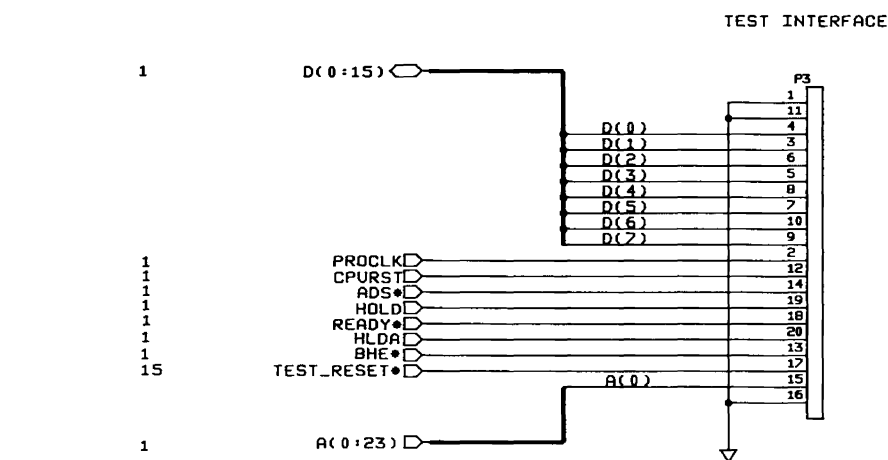 TEST INTERFACE
1 D(0:15) P3
1
11
D(0) 4
D(1) 3
D(2) 6
D(3) 5
D(4) 8
D(5) 7
D(6) 10
D(7) 9
1 PROCLK 2
1 CPURST 12
1 ADS* 14
1 HOLD 19
1 READY* 18
1 HLDA 20
1 BHE* 13
15 TEST_RESET* 17
A(0) 15
16
1 A(0:23)